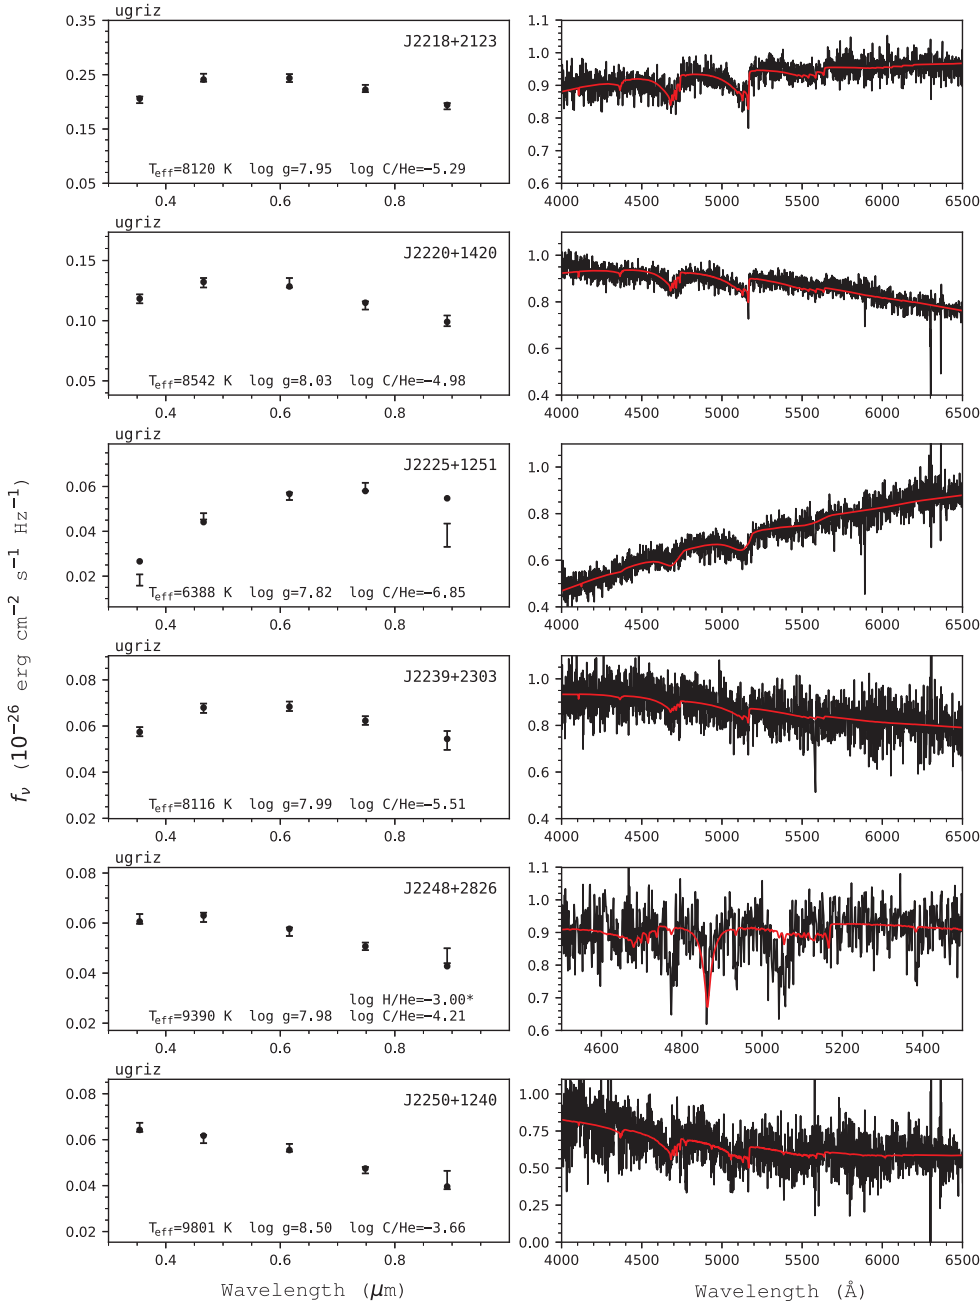 ugriz
J2218+2123
0.35
0.25
0.15
0.05
T_eff=8120 K log g=7.95 log C/He=−5.29
0.4 0.6 0.8
1.1
1.0
0.9
0.8
0.7
0.6
4000 4500 5000 5500 6000 6500
ugriz
J2220+1420
0.15
0.10
0.05
T_eff=8542 K log g=8.03 log C/He=−4.98
0.4 0.6 0.8
1.0
0.8
0.6
0.4
4000 4500 5000 5500 6000 6500
ugriz
J2225+1251
0.06
0.04
0.02
T_eff=6388 K log g=7.82 log C/He=−6.85
0.4 0.6 0.8
1.0
0.8
0.6
0.4
4000 4500 5000 5500 6000 6500
f_ν (10⁻²⁶ erg cm⁻² s⁻¹ Hz⁻¹)
ugriz
J2239+2303
0.08
0.06
0.04
0.02
T_eff=8116 K log g=7.99 log C/He=−5.51
0.4 0.6 0.8
1.0
0.8
0.6
0.4
4000 4500 5000 5500 6000 6500
ugriz
J2248+2826
0.08
0.06
0.04
0.02
log H/He=−3.00*
T_eff=9390 K log g=7.98 log C/He=−4.21
0.4 0.6 0.8
1.1
1.0
0.9
0.8
0.7
0.6
4600 4800 5000 5200 5400
ugriz
J2250+1240
0.08
0.06
0.04
0.02
T_eff=9801 K log g=8.50 log C/He=−3.66
0.4 0.6 0.8
Wavelength (μm)
1.00
0.75
0.50
0.25
0.00
4000 4500 5000 5500 6000 6500
Wavelength (Å)